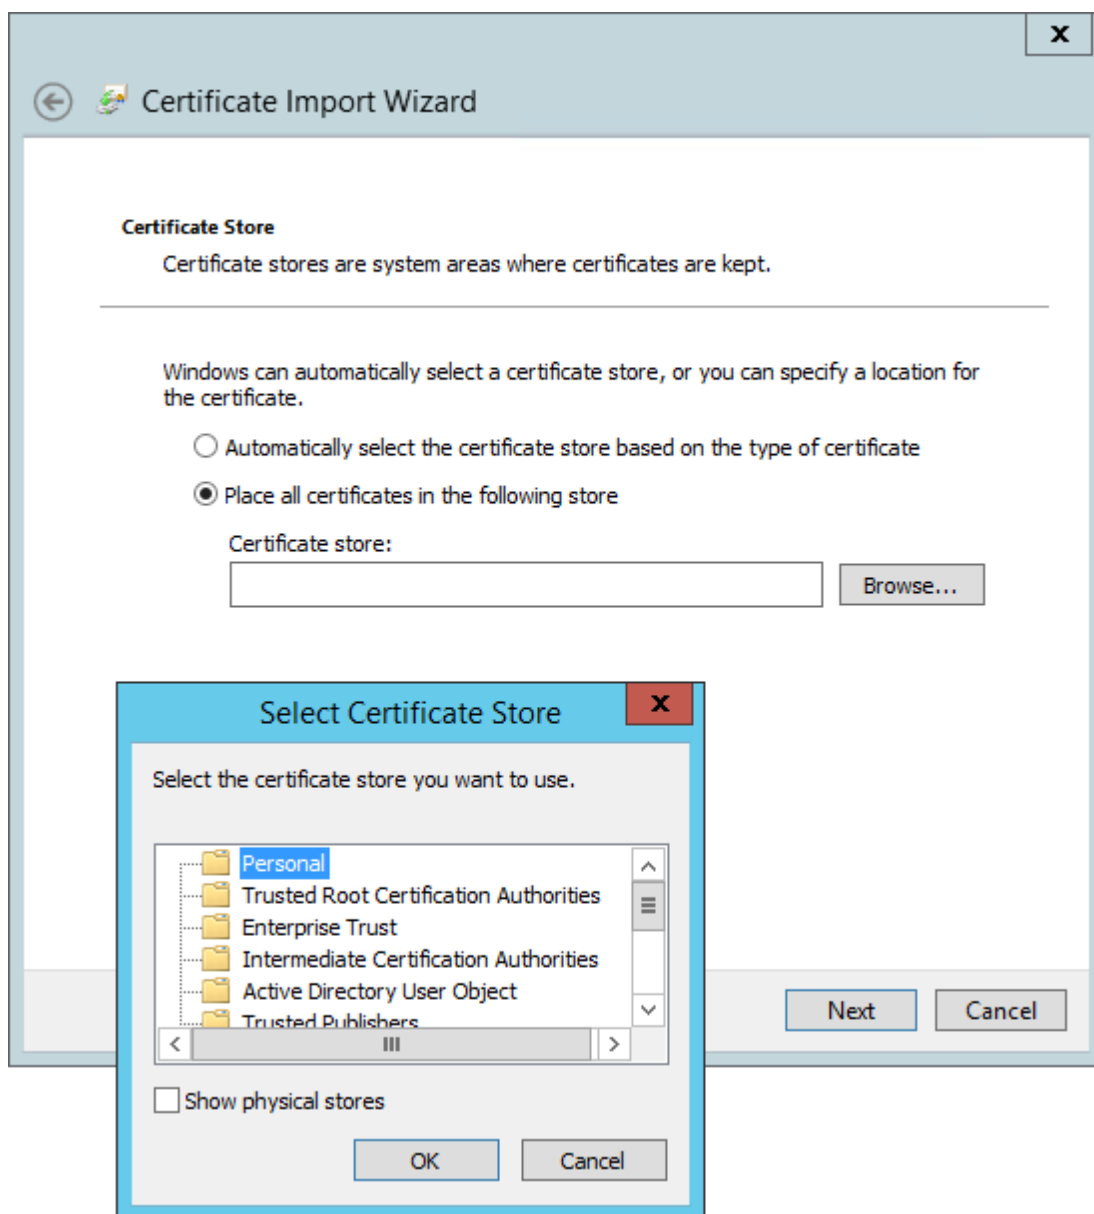 x
Certificate Import Wizard
Certificate Store
Certificate stores are system areas where certificates are kept.
Windows can automatically select a certificate store, or you can specify a location for
the certificate.
Automatically select the certificate store based on the type of certificate
Place all certificates in the following store
Certificate store:
Browse...
Select Certificate Store
x
Select the certificate store you want to use.
Personal
Trusted Root Certification Authorities
Enterprise Trust
Intermediate Certification Authorities
Active Directory User Object
Trusted Publishers
Show physical stores
OK
Cancel
Next
Cancel